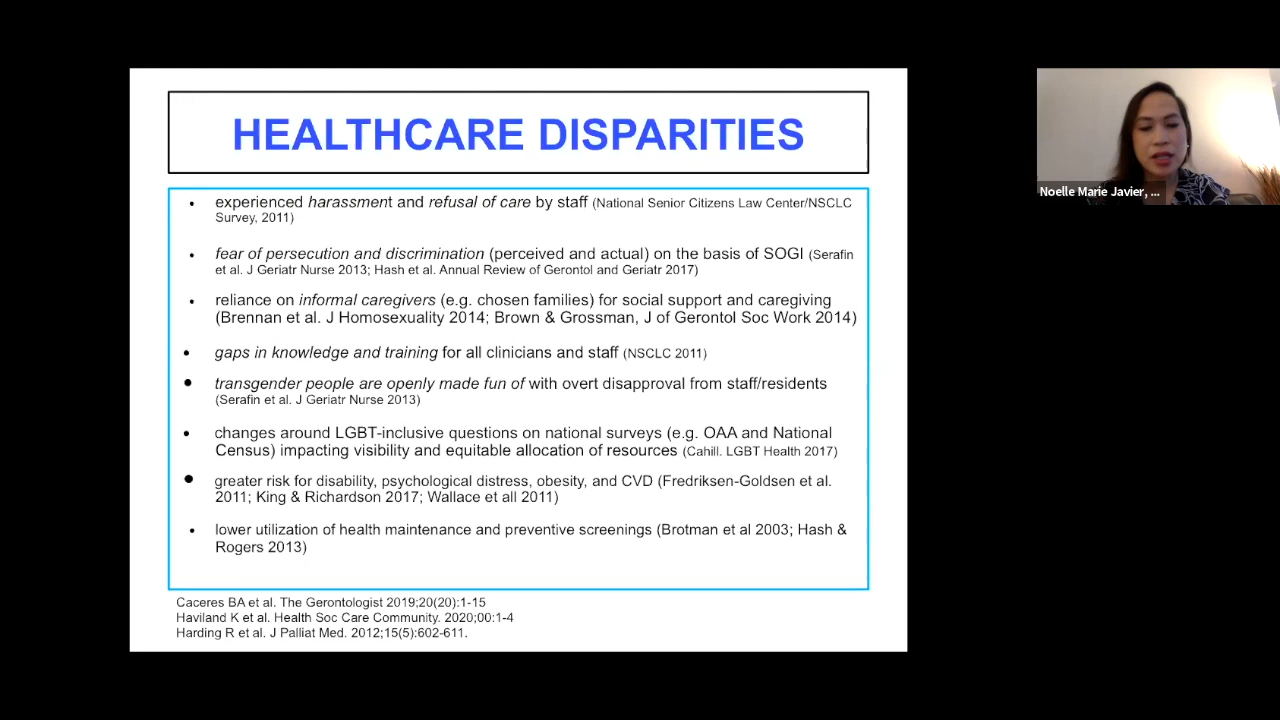 HEALTHCARE DISPARITIES
• experienced harassment and refusal of care by staff (National Senior Citizens Law Center/NSCLC
Survey, 2011)
• fear of persecution and discrimination (perceived and actual) on the basis of SOGI (Serafin
et al. J Geriatr Nurse 2013; Hash et al. Annual Review of Gerontol and Geriatr 2017)
• reliance on informal caregivers (e.g. chosen families) for social support and caregiving
(Brennan et al. J Homosexuality 2014; Brown & Grossman, J of Gerontol Soc Work 2014)
• gaps in knowledge and training for all clinicians and staff (NSCLC 2011)
• transgender people are openly made fun of with overt disapproval from staff/residents
(Serafin et al. J Geriatr Nurse 2013)
• changes around LGBT-inclusive questions on national surveys (e.g. OAA and National
Census) impacting visibility and equitable allocation of resources (Cahill. LGBT Health 2017)
• greater risk for disability, psychological distress, obesity, and CVD (Fredriksen-Goldsen et al.
2011; King & Richardson 2017; Wallace et all 2011)
• lower utilization of health maintenance and preventive screenings (Brotman et al 2003; Hash &
Rogers 2013)
Caceres BA et al. The Gerontologist 2019;20(20):1-15
Haviland K et al. Health Soc Care Community. 2020;00:1-4
Harding R et al. J Palliat Med. 2012;15(5):602-611.
Noelle Marie Javier, ...